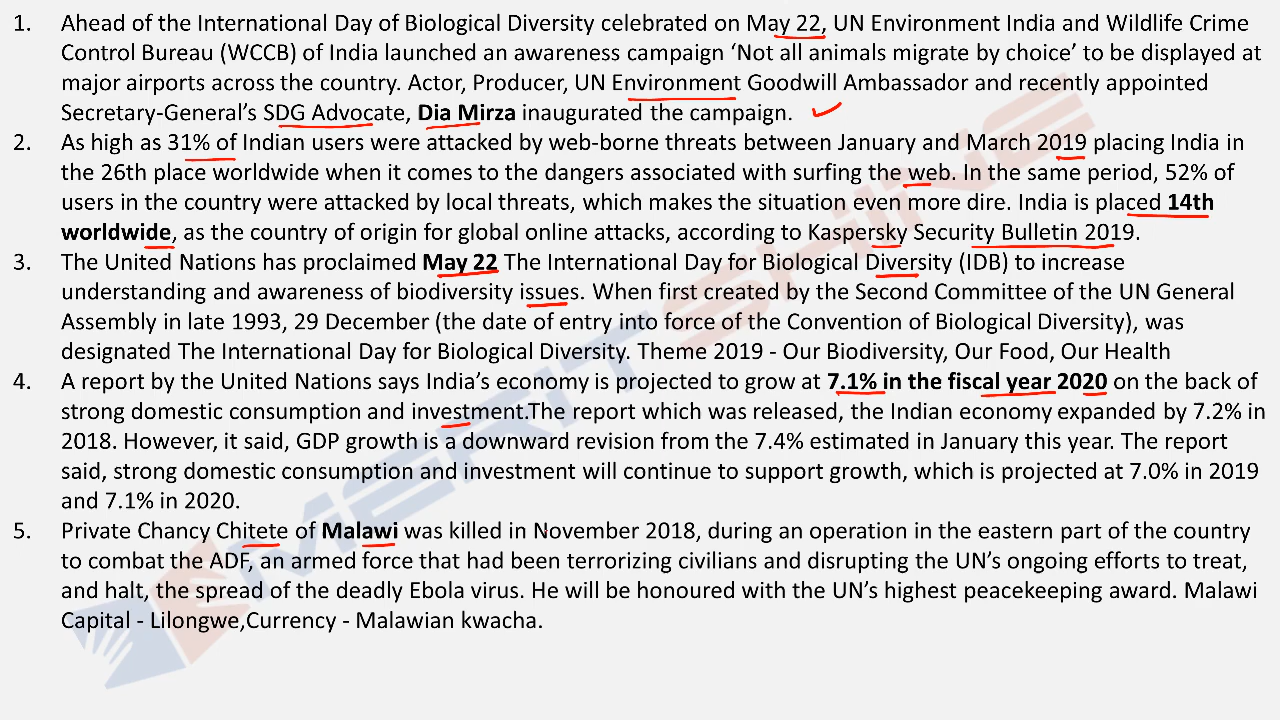 1. Ahead of the International Day of Biological Diversity celebrated on May 22, UN Environment India and Wildlife Crime
Control Bureau (WCCB) of India launched an awareness campaign ‘Not all animals migrate by choice’ to be displayed at
major airports across the country. Actor, Producer, UN Environment Goodwill Ambassador and recently appointed
Secretary-General’s SDG Advocate, Dia Mirza inaugurated the campaign.
2. As high as 31% of Indian users were attacked by web-borne threats between January and March 2019 placing India in
the 26th place worldwide when it comes to the dangers associated with surfing the web. In the same period, 52% of
users in the country were attacked by local threats, which makes the situation even more dire. India is placed 14th
worldwide, as the country of origin for global online attacks, according to Kaspersky Security Bulletin 2019.
3. The United Nations has proclaimed May 22 The International Day for Biological Diversity (IDB) to increase
understanding and awareness of biodiversity issues. When first created by the Second Committee of the UN General
Assembly in late 1993, 29 December (the date of entry into force of the Convention of Biological Diversity), was
designated The International Day for Biological Diversity. Theme 2019 - Our Biodiversity, Our Food, Our Health
4. A report by the United Nations says India’s economy is projected to grow at 7.1% in the fiscal year 2020 on the back of
strong domestic consumption and investment.The report which was released, the Indian economy expanded by 7.2% in
2018. However, it said, GDP growth is a downward revision from the 7.4% estimated in January this year. The report
said, strong domestic consumption and investment will continue to support growth, which is projected at 7.0% in 2019
and 7.1% in 2020.
5. Private Chancy Chitete of Malawi was killed in November 2018, during an operation in the eastern part of the country
to combat the ADF, an armed force that had been terrorizing civilians and disrupting the UN’s ongoing efforts to treat,
and halt, the spread of the deadly Ebola virus. He will be honoured with the UN’s highest peacekeeping award. Malawi
Capital - Lilongwe,Currency - Malawian kwacha.
MERIT SHINE